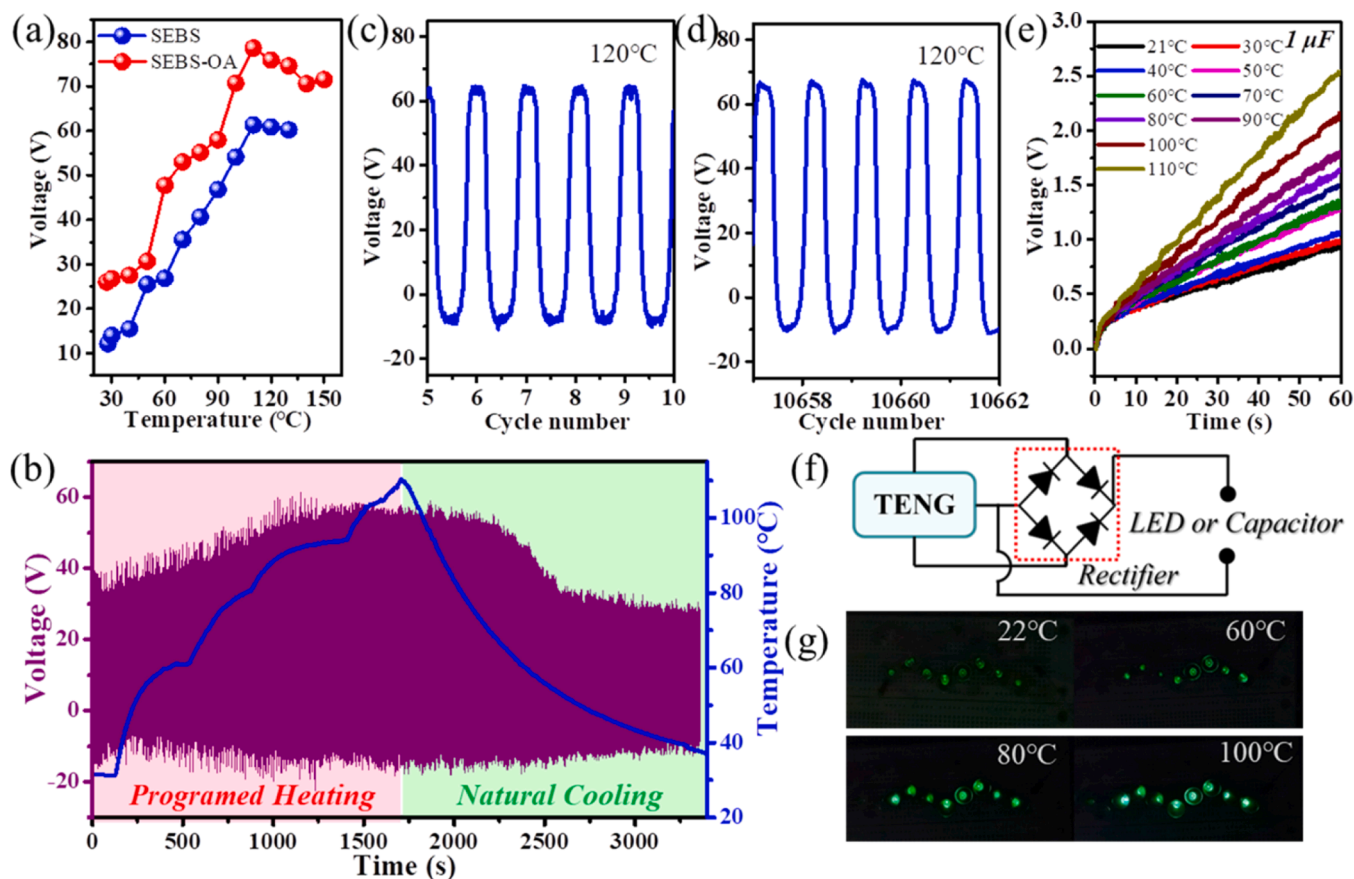 (a)
SEBS
SEBS-OA
80
70
60
50
40
30
20
10
Voltage (V)
30 60 90 120 150
Temperature (°C)
(c)
120°C
80
60
40
20
0
-20
Voltage (V)
5 6 7 8 9 10
Cycle number
(d)
120°C
80
60
40
20
0
-20
Voltage (V)
10658 10660 10662
Cycle number
(e)
1 μF
21°C 30°C
40°C 50°C
60°C 70°C
80°C 90°C
100°C
110°C
3.0
2.5
2.0
1.5
1.0
0.5
0.0
Voltage (V)
0 10 20 30 40 50 60
Time (s)
(b)
60
40
20
0
-20
Voltage (V)
100
80
60
40
20
Temperature (°C)
Programed Heating
Natural Cooling
0 500 1000 1500 2000 2500 3000
Time (s)
(f)
TENG
LED or Capacitor
Rectifier
(g)
22°C
60°C
80°C
100°C